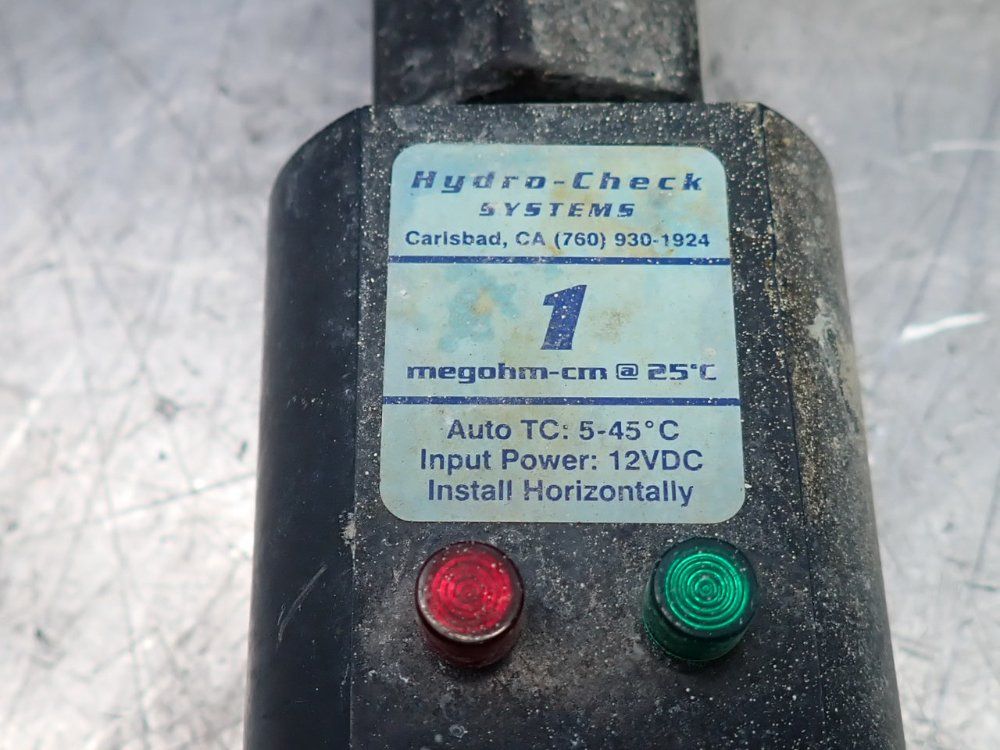 Hydro-Check
SYSTEMS
Carlsbad, CA (760) 930-1924
1
megohm-cm @ 25°C
Auto TC: 5-45°C
Input Power: 12VDC
Install Horizontally